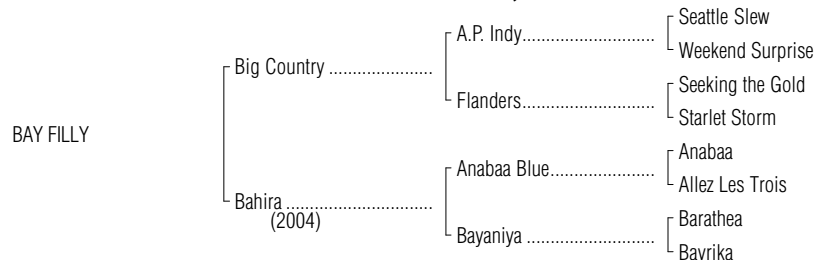 Seattle Slew
A.P. Indy..............................
Weekend Surprise
Big Country ........................
Seeking the Gold
Flanders..............................
Starlet Storm
BAY FILLY
Anabaa
Anabaa Blue........................
Allez Les Trois
Bahira .................................
(2004)
Barathea
Bayaniya .............................
Bayrika